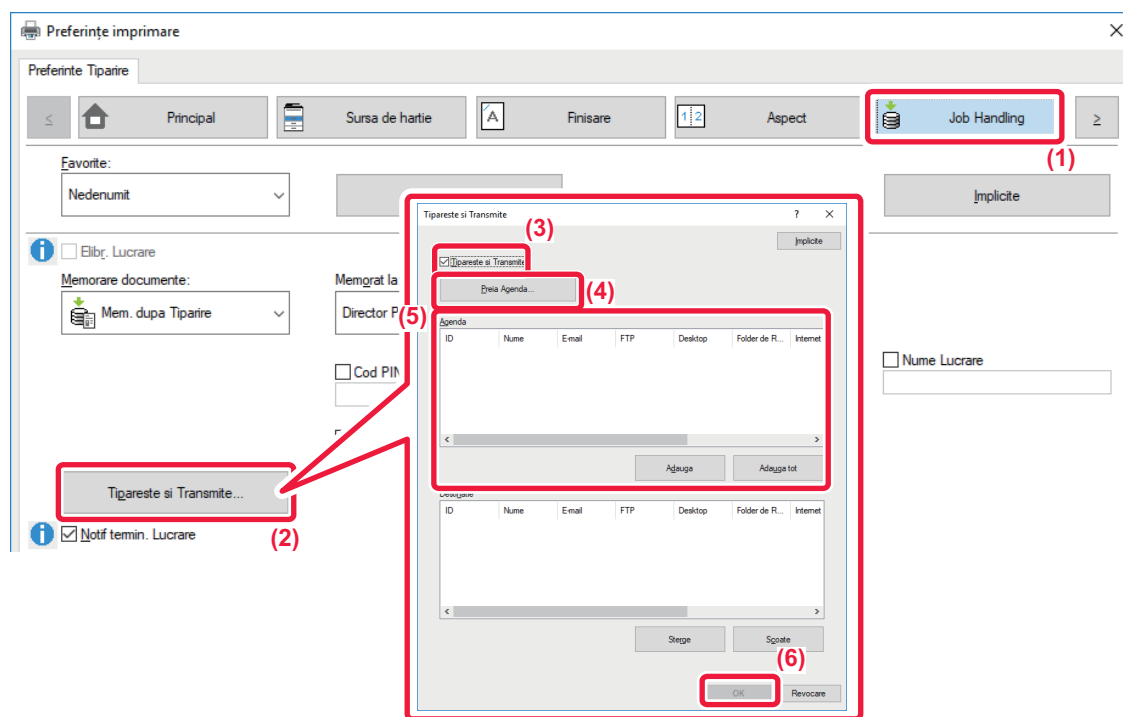 Preferințe imprimare
Preferinte Tiparire
<
Principal
Sursa de hartie
Finisare
Aspect
Job Handling
>
(1)
Favorite:
Nedenumit
Implicite
Elibr. Lucrare
Memorare documente:
Mem. dupa Tiparire
Memorat la
Director P
Cod PIN
Nume Lucrare
Tipareste si Transmite...
(2)
Notif termin. Lucrare
Tipareste si Transmite
? ×
Implicite
(3)
Tipareste si Transmite
Preia Agenda...
(4)
(5)
Agenda
ID Nume E-mail FTP Desktop Folder de R... Internet
Adauga Adauga tot
Destinatie
ID Nume E-mail FTP Desktop Folder de R... Internet
Sterge Scoate
(6)
OK Revocare